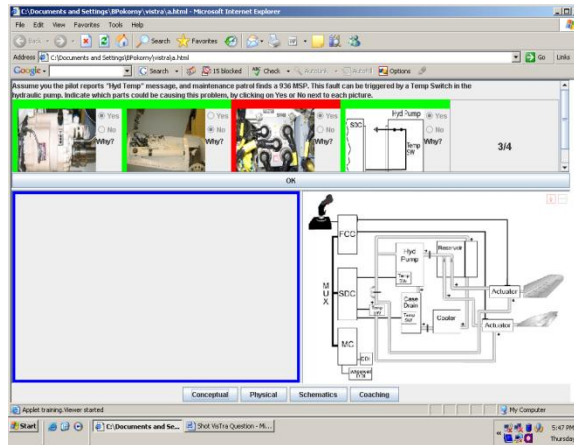 C:\Documents and Settings\BPokorny\vistra\a.html - Microsoft Internet Explorer
File Edit View Favorites Tools Help
Back Search Favorites
Address C:\Documents and Settings\BPokorny\vistra\a.html Go Links
Google Search 15 blocked Check AutoLink AutoFill Options
Assume you the pilot reports "Hyd Temp" message, and maintenance patrol finds a 936 MSP. This fault can be triggered by a Temp Switch in the
hydraulic pump. Indicate which parts could be causing this problem, by clicking on Yes or No next to each picture.
Yes
No
Why?
Yes
No
Why?
Yes
No
Why?
SDC
Hyd Pump
Temp
SW
Yes
No
Why?
3/4
OK
FCC
Hyd
Pump
Reservoir
Temp
SW
MUX
SDC
Case
Drain
Temp
SW
Cooler
Actuator
Actuator
MC
Conceptual Physical Schematics Coaching
Applet training.Viewer started My Computer
Start C:\Documents and Se... Shot VisTra Question - Mi... 5:47 PM
Thursday